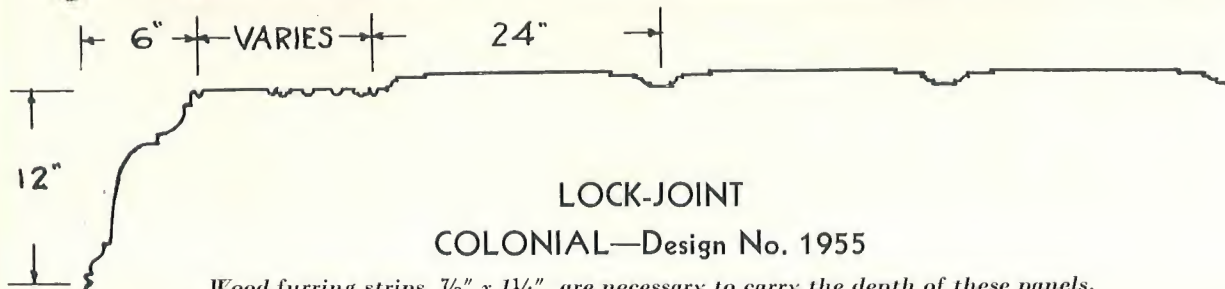 6" VARIES 24"
12"
LOCK-JOINT
COLONIAL—Design No. 1955
Wood furring strips, 7/8" x 1 1/4", are necessary to carry the depth of these panels.